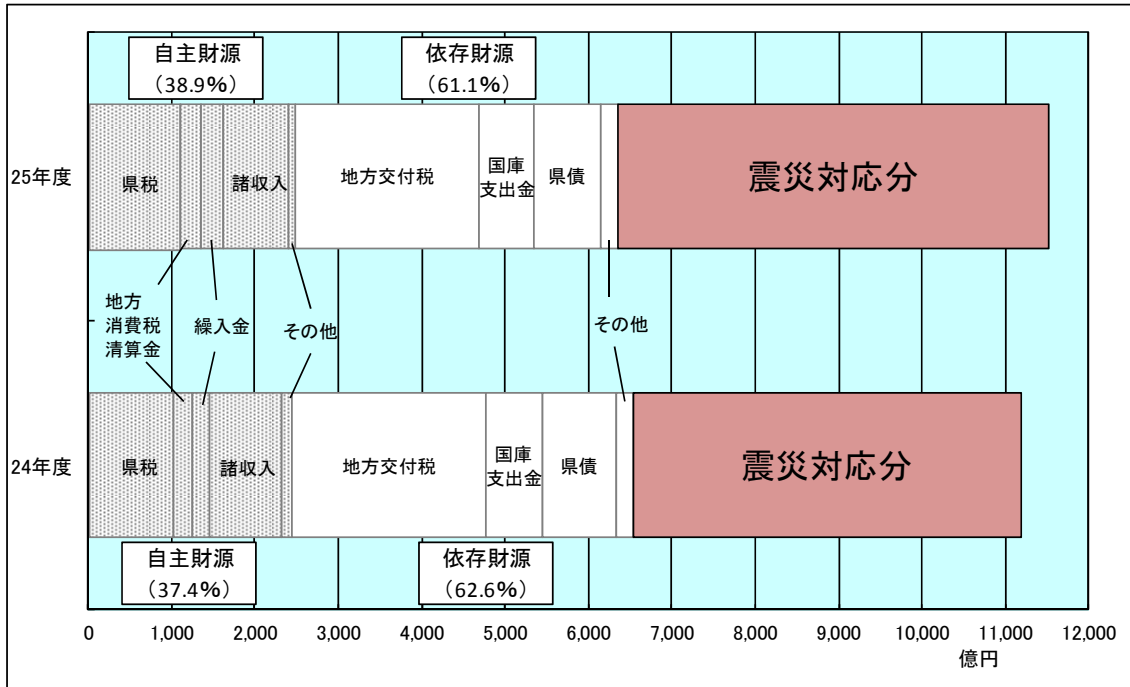 自主財源
(38.9%)
依存財源
(61.1%)
25年度
県税
諸収入
地方交付税
国庫
支出金
県債
震災対応分
地方
消費税
清算金
繰入金
その他
その他
24年度
県税
諸収入
地方交付税
国庫
支出金
県債
震災対応分
自主財源
(37.4%)
依存財源
(62.6%)
0 1,000 2,000 3,000 4,000 5,000 6,000 7,000 8,000 9,000 10,000 11,000 12,000
億円